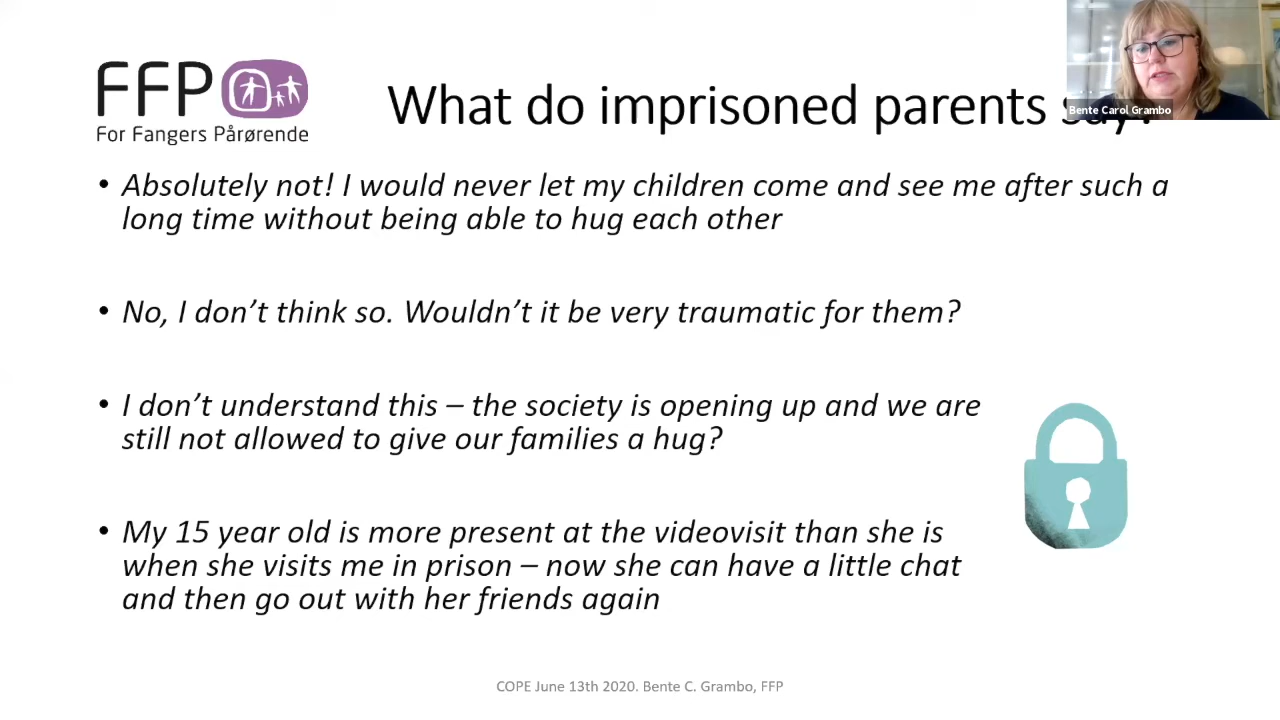 FFP
For Fangers Pårørende
What do imprisoned parents say?
Bente Carol Grambo
• Absolutely not! I would never let my children come and see me after such a
long time without being able to hug each other
• No, I don’t think so. Wouldn’t it be very traumatic for them?
• I don’t understand this – the society is opening up and we are
still not allowed to give our families a hug?
• My 15 year old is more present at the videovisit than she is
when she visits me in prison – now she can have a little chat
and then go out with her friends again
COPE June 13th 2020. Bente C. Grambo, FFP